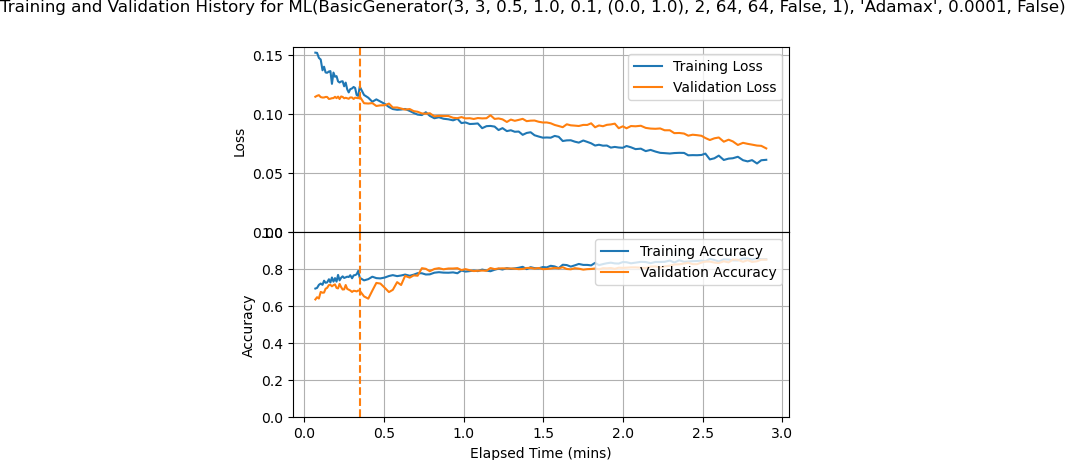 Training and Validation History for ML(BasicGenerator(3, 3, 0.5, 1.0, 0.1, (0.0, 1.0), 2, 64, 64, False, 1), 'Adamax', 0.0001, False)
0.15
0.10
0.05
0.00
Loss
Training Loss
Validation Loss
1.0
0.8
0.6
0.4
0.2
0.0
Accuracy
Training Accuracy
Validation Accuracy
0.0 0.5 1.0 1.5 2.0 2.5 3.0
Elapsed Time (mins)